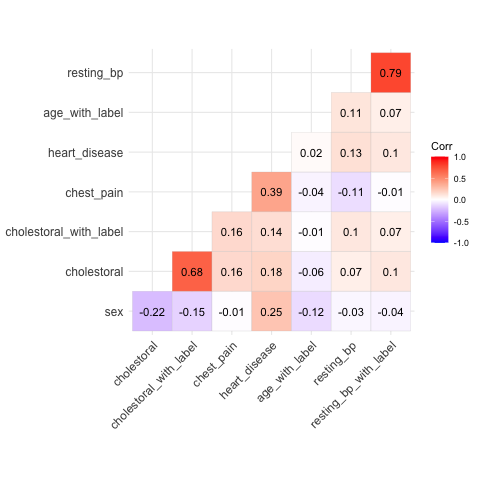 resting_bp 0.79
age_with_label 0.11 0.07
heart_disease 0.02 0.13 0.1
chest_pain 0.39 -0.04 -0.11 -0.01
cholestoral_with_label 0.16 0.14 -0.01 0.1 0.07
cholestoral 0.68 0.16 0.18 -0.06 0.07 0.1
sex -0.22 -0.15 -0.01 0.25 -0.12 -0.03 -0.04
cholestoral
cholestoral_with_label
chest_pain
heart_disease
age_with_label
resting_bp
resting_bp_with_label
Corr
1.0
0.5
0.0
-0.5
-1.0